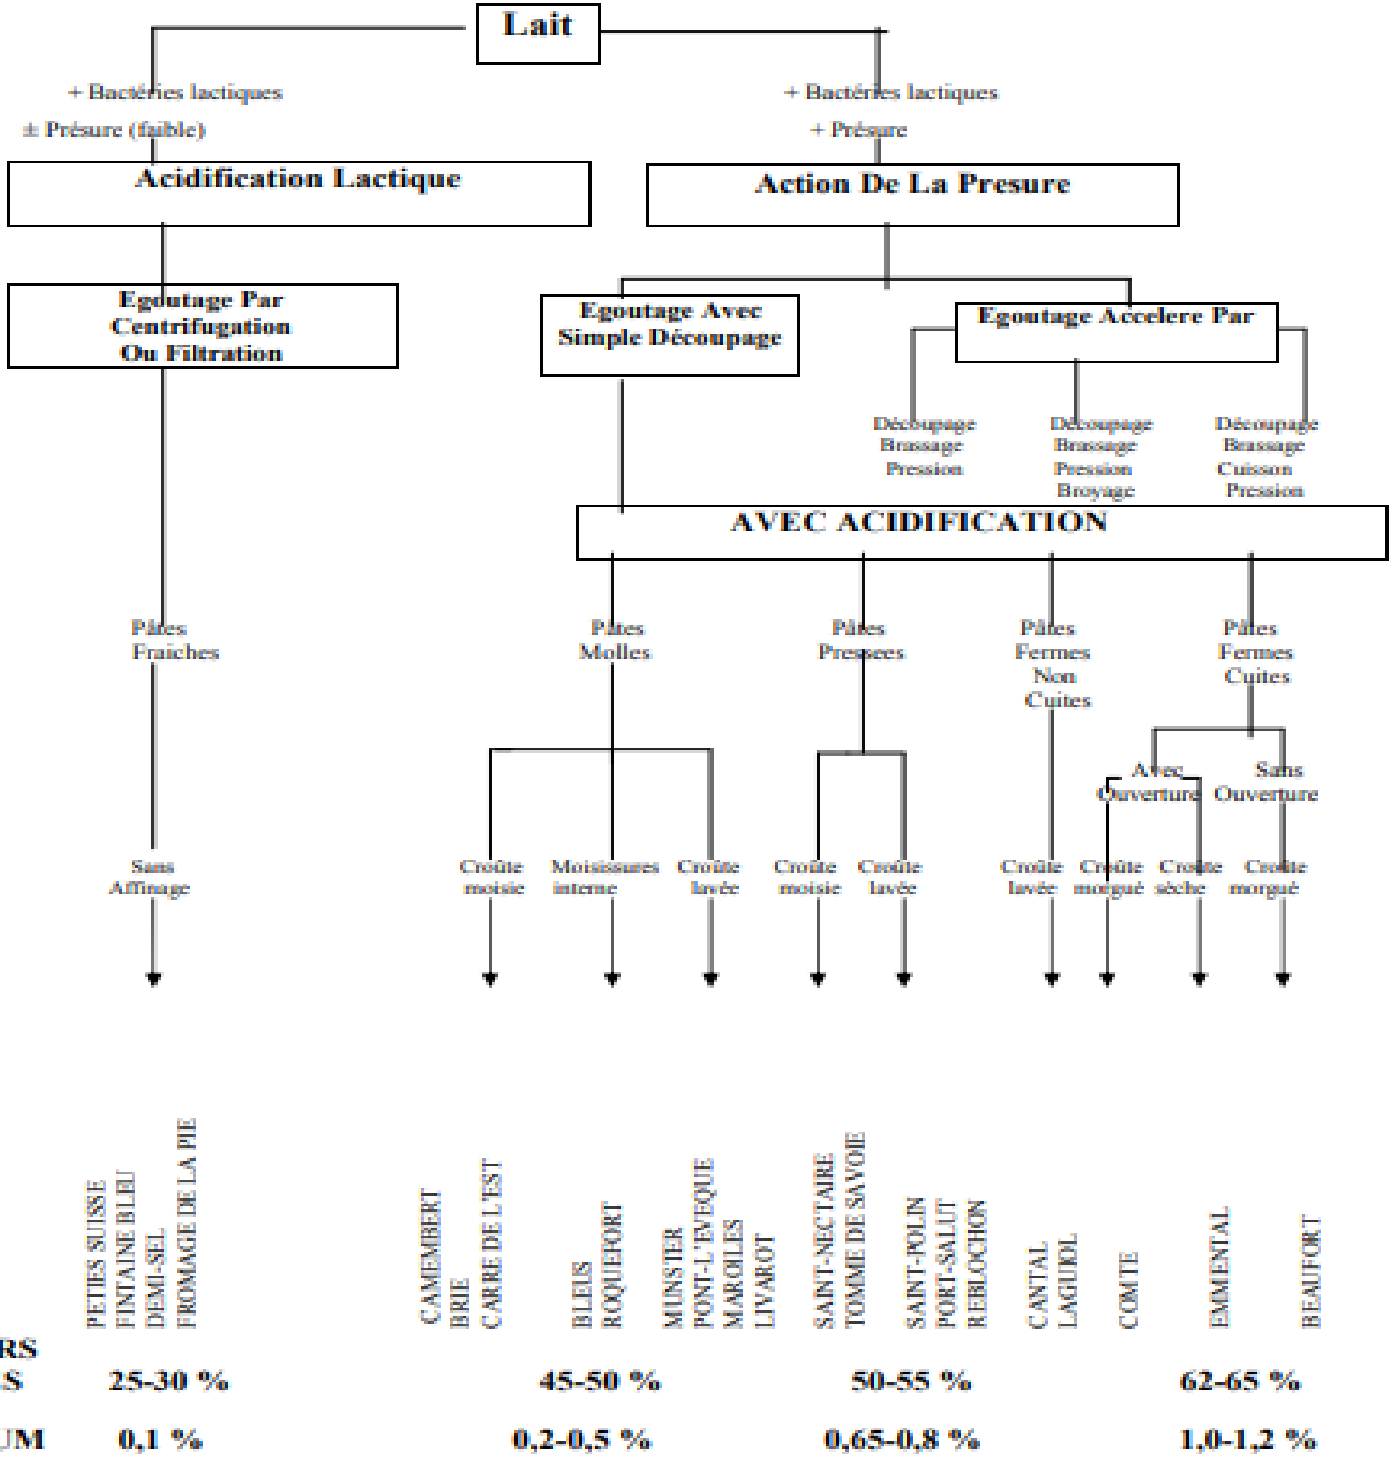 Lait
+ Bactéries lactiques
± Présure (faible)
+ Bactéries lactiques
+ Présure
Acidification Lactique
Action De La Presure
Egoutage Par
Centrifugation
Ou Filtration
Egoutage Avec
Simple Découpage
Egoutage Accelere Par
Découpage
Brassage
Pression
Découpage
Brassage
Pression
Broyage
Découpage
Brassage
Cuisson
Pression
AVEC ACIDIFICATION
Pâtes
Fraiches
Pâtes
Molles
Pâtes
Pressees
Pâtes
Fermes
Non
Cuites
Pâtes
Fermes
Cuites
Avec
Ouverture
Sans
Ouverture
Sans
Affinage
Croûte
moisie
Moisissures
interne
Croûte
lavée
Croûte
moisie
Croûte
lavée
Croûte
lavée
Croûte
morgué
Croûte
sèche
Croûte
morgué
PETIES SUISSE
FINTAINE BLEU
DEMI-SEL
FROMAGE DE LA PIE
CAMEMBERT
BRIE
CARRE DE L'EST
BLEUS
ROQUEFORT
MUNSTER
PONT-L'EVEQUE
MAROILES
LIVAROT
SAINT-NECTAIRE
TOMME DE SAVOIE
SAINT-POLIN
PORT-SALUT
REBLOCHON
CANTAL
LAGUIOL
COMTE
EMMENTAL
BEAUFORT
RS
S 25-30 % 45-50 % 50-55 % 62-65 %
UM 0,1 % 0,2-0,5 % 0,65-0,8 % 1,0-1,2 %